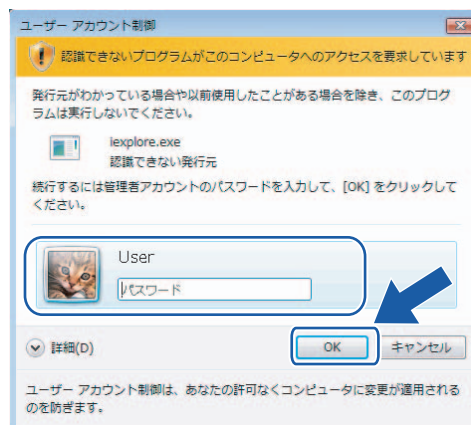 ユーザー アカウント制御
認識できないプログラムがこのコンピュータへのアクセスを要求しています
発行元がわかっている場合や以前使用したことがある場合を除き、このプログ
ラムは実行しないでください。
iexplore.exe
認識できない発行元
続行するには管理者アカウントのパスワードを入力して、[OK] をクリックして
ください。
User
パスワード
詳細(D)
OK
キャンセル
ユーザー アカウント制御は、あなたの許可なくコンピュータに変更が適用される
のを防ぎます。